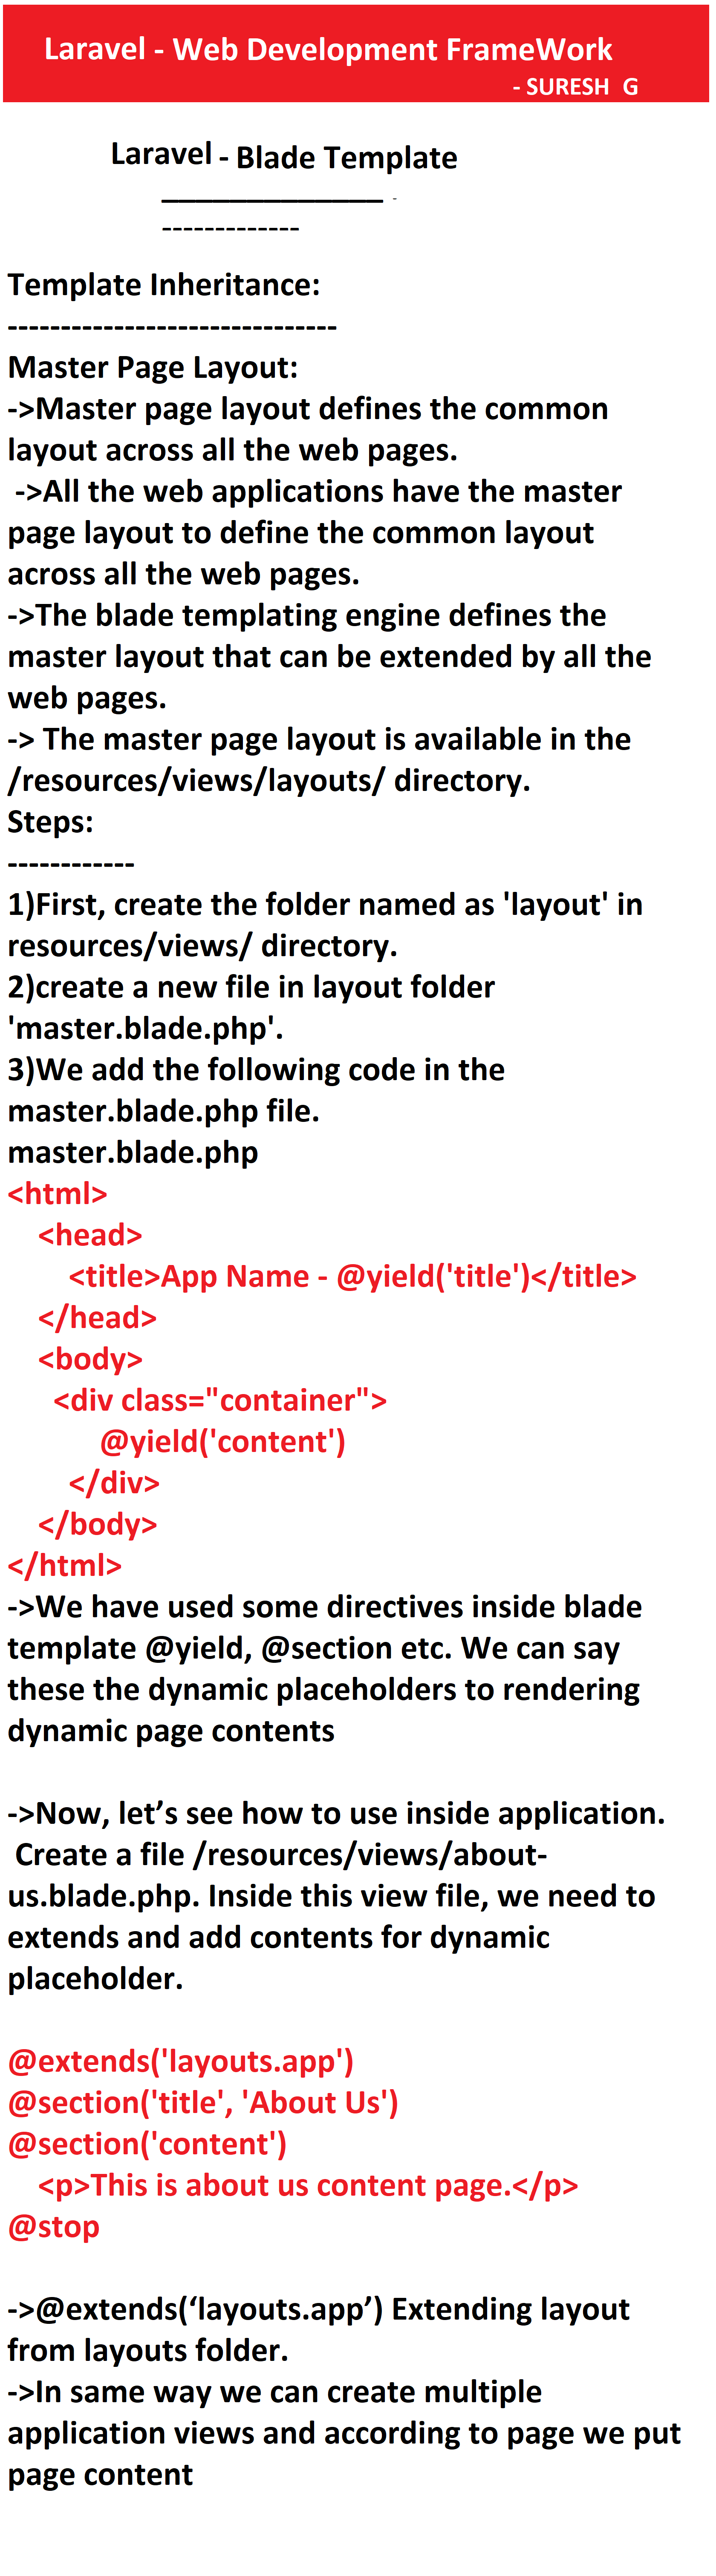 Laravel - Web Development FrameWork
- SURESH  G
Laravel - Blade Template
_______________ -
-------------
Template Inheritance:
-------------------------------
Master Page Layout:
->Master page layout defines the common
layout across all the web pages.
 ->All the web applications have the master
page layout to define the common layout
across all the web pages.
->The blade templating engine defines the
master layout that can be extended by all the
web pages.
-> The master page layout is available in the
/resources/views/layouts/ directory.
Steps:
------------
1)First, create the folder named as 'layout' in
resources/views/ directory.
2)create a new file in layout folder
'master.blade.php'.
3)We add the following code in the
master.blade.php file.
master.blade.php
<html>
    <head>
        <title>App Name - @yield('title')</title>
    </head>
    <body>
      <div class="container">
            @yield('content')
        </div>
    </body>
</html>
->We have used some directives inside blade
template @yield, @section etc. We can say
these the dynamic placeholders to rendering
dynamic page contents
->Now, let’s see how to use inside application.
 Create a file /resources/views/about-
us.blade.php. Inside this view file, we need to
extends and add contents for dynamic
placeholder.
@extends('layouts.app')
@section('title', 'About Us')
@section('content')
    <p>This is about us content page.</p>
@stop
->@extends(‘layouts.app’) Extending layout
from layouts folder.
->In same way we can create multiple
application views and according to page we put
page content